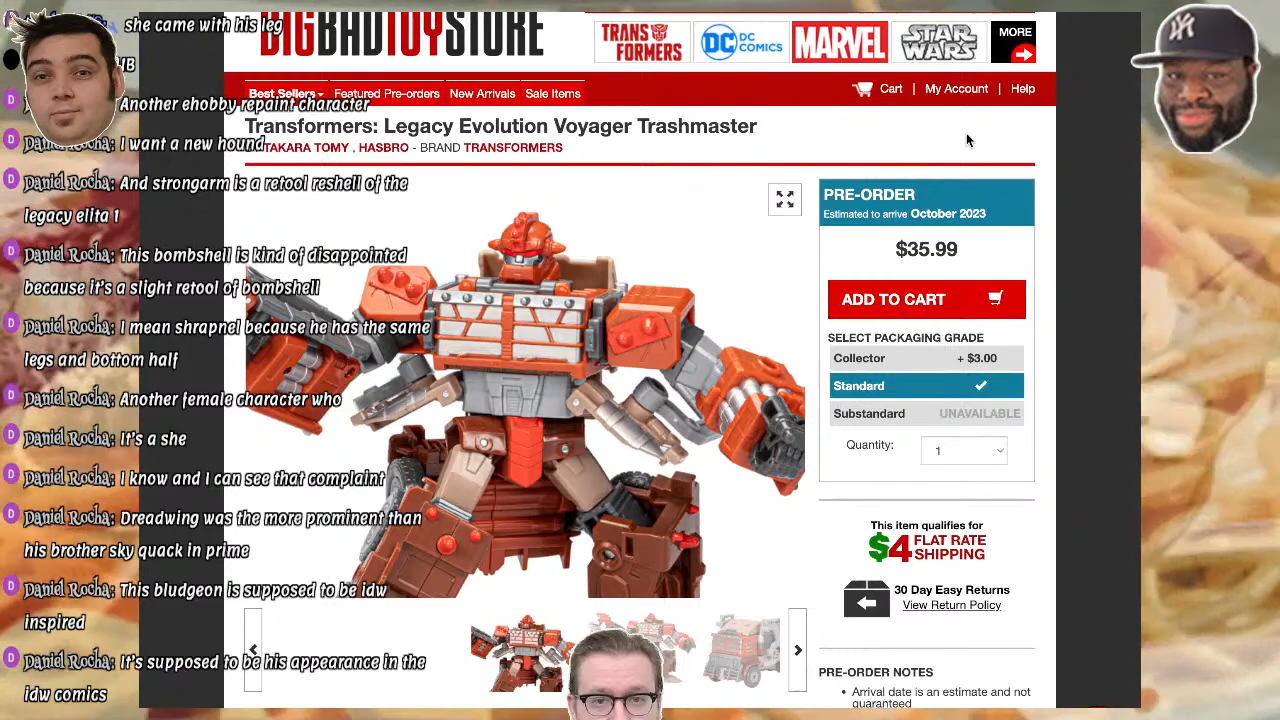 she came with his leg
BIGBADTOYSTORE
TRANSFORMERS
DC COMICS
MARVEL
STAR WARS
MORE
Best Sellers
Featured Pre-orders
New Arrivals
Sale Items
Cart | My Account | Help
Another ehobby repaint character
Transformers: Legacy Evolution Voyager Trashmaster
TAKARA TOMY , HASBRO - BRAND TRANSFORMERS
I want a new hound
Daniel Rocha: And strongarm is a retool reshell of the
legacy elita 1
Daniel Rocha: This bombshell is kind of disappointed
because it's a slight retool of bombshell
Daniel Rocha: I mean shrapnel because he has the same
legs and bottom half
Daniel Rocha: Another female character who
Daniel Rocha: It's a she
Daniel Rocha: I know and I can see that complaint
Daniel Rocha: Dreadwing was the more prominent than
his brother sky quack in prime
Daniel Rocha: This bludgeon is supposed to be idw
inspired
Daniel Rocha: It's supposed to be his appearance in the
idw comics
PRE-ORDER
Estimated to arrive October 2023
$35.99
ADD TO CART
SELECT PACKAGING GRADE
Collector + $3.00
Standard
Substandard UNAVAILABLE
Quantity: 1
This item qualifies for
$4 FLAT RATE
SHIPPING
30 Day Easy Returns
View Return Policy
PRE-ORDER NOTES
Arrival date is an estimate and not
guaranteed